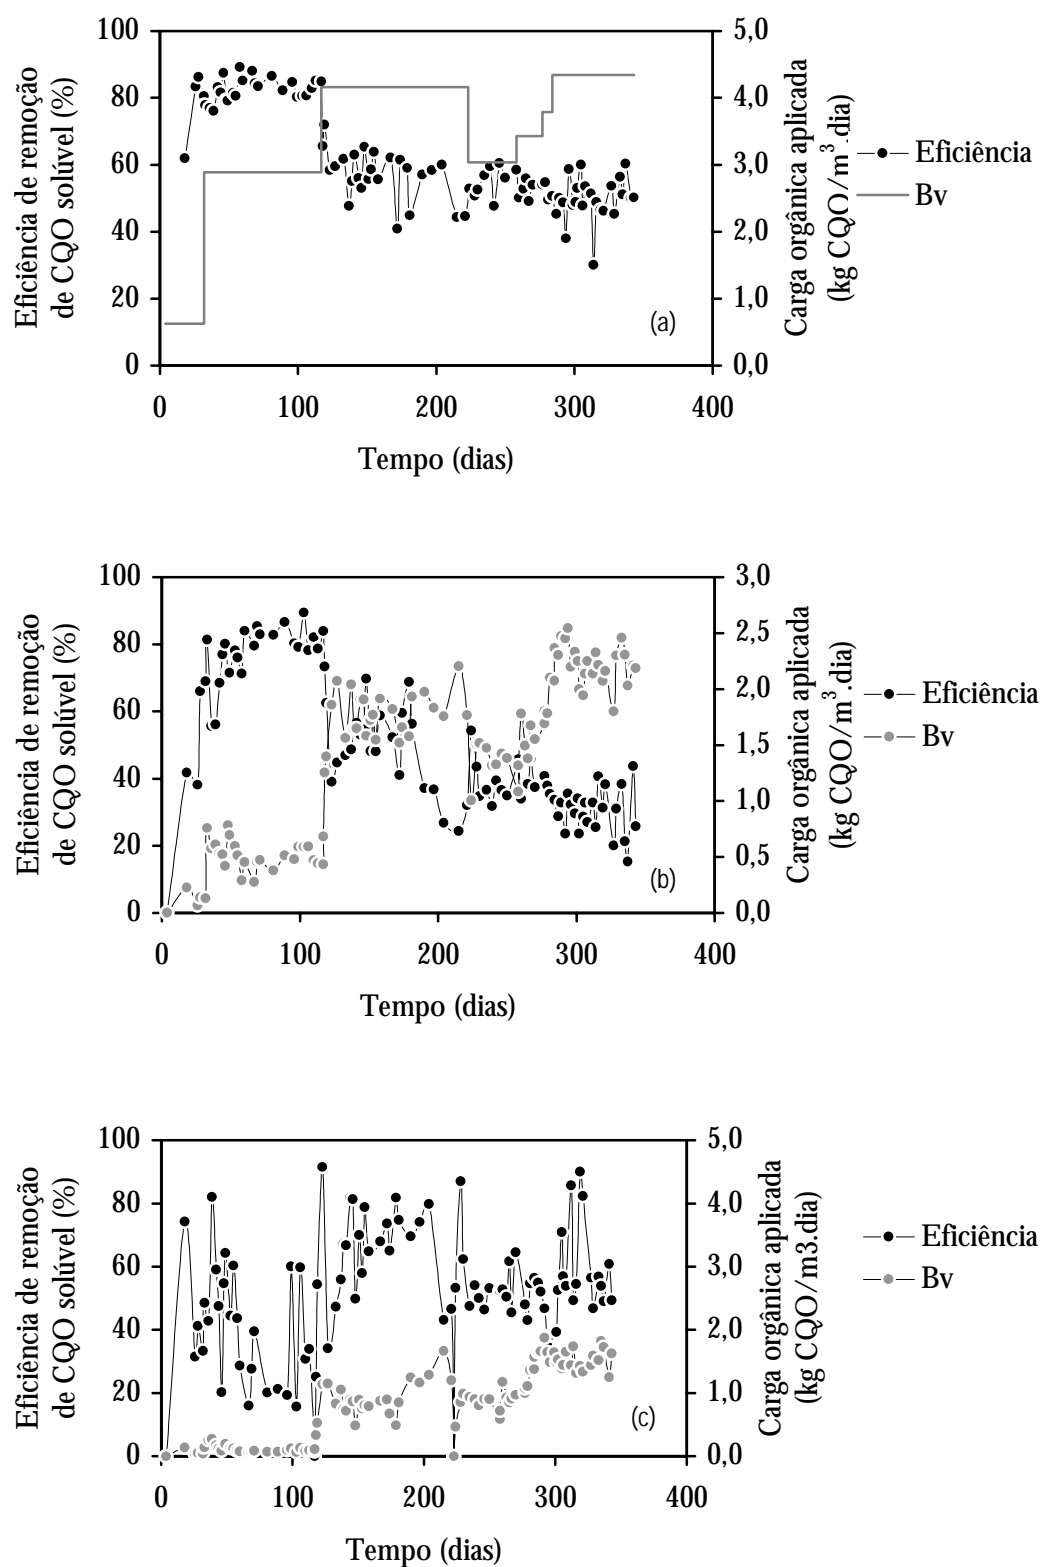 Eficiência de remoção
de CQO solúvel (%)
100
80
60
40
20
0
5,0
4,0
3,0
2,0
1,0
0,0
Carga orgânica aplicada
(kg CQO/m³.dia)
Eficiência
Bv
(a)
0
100
200
300
400
Tempo (dias)
Eficiência de remoção
de CQO solúvel (%)
100
80
60
40
20
0
3,0
2,5
2,0
1,5
1,0
0,5
0,0
Carga orgânica aplicada
(kg CQO/m³.dia)
Eficiência
Bv
(b)
0
100
200
300
400
Tempo (dias)
Eficiência de remoção
de CQO solúvel (%)
100
80
60
40
20
0
5,0
4,0
3,0
2,0
1,0
0,0
Carga orgânica aplicada
(kg CQO/m3.dia)
Eficiência
Bv
(c)
0
100
200
300
400
Tempo (dias)